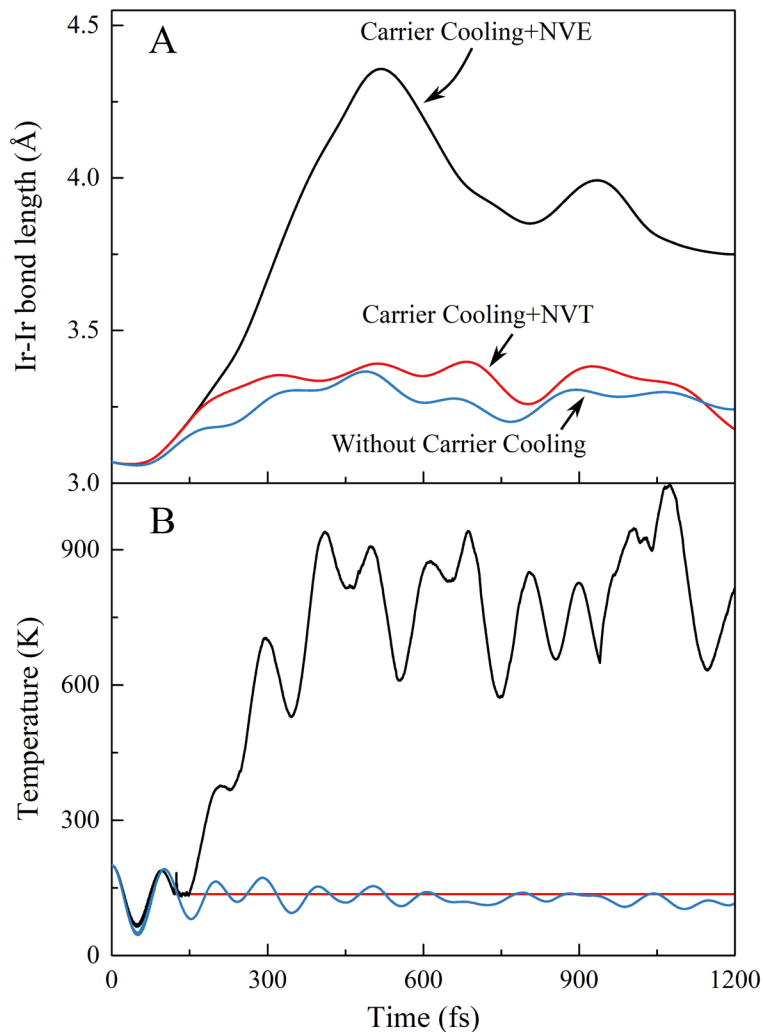 4.5
A
Carrier Cooling+NVE
4.0
Ir-Ir bond length (Å)
3.5
Carrier Cooling+NVT
Without Carrier Cooling
3.0
B
900
600
Temperature (K)
300
0
0
300
600
900
1200
Time (fs)